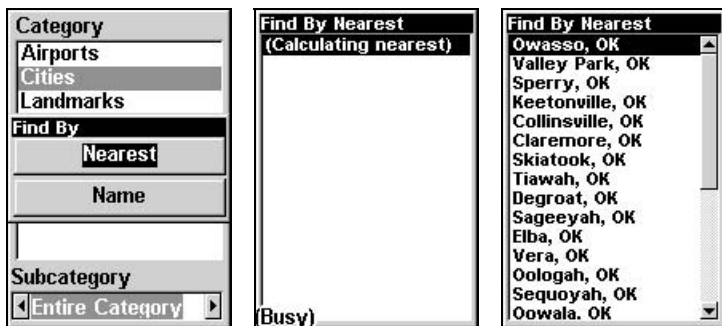 Category
Airports
Cities
Landmarks
Find By
Nearest
Name
Subcategory
Entire Category
Find By Nearest
(Calculating nearest)
(Busy)
Find By Nearest
Owasso, OK
Valley Park, OK
Sperry, OK
Keetonville, OK
Collinsville, OK
Claremore, OK
Skiatook, OK
Tiawah, OK
Degroat, OK
Sageeyah, OK
Elba, OK
Vera, OK
Oologah, OK
Sequoyah, OK
Oowala. OK